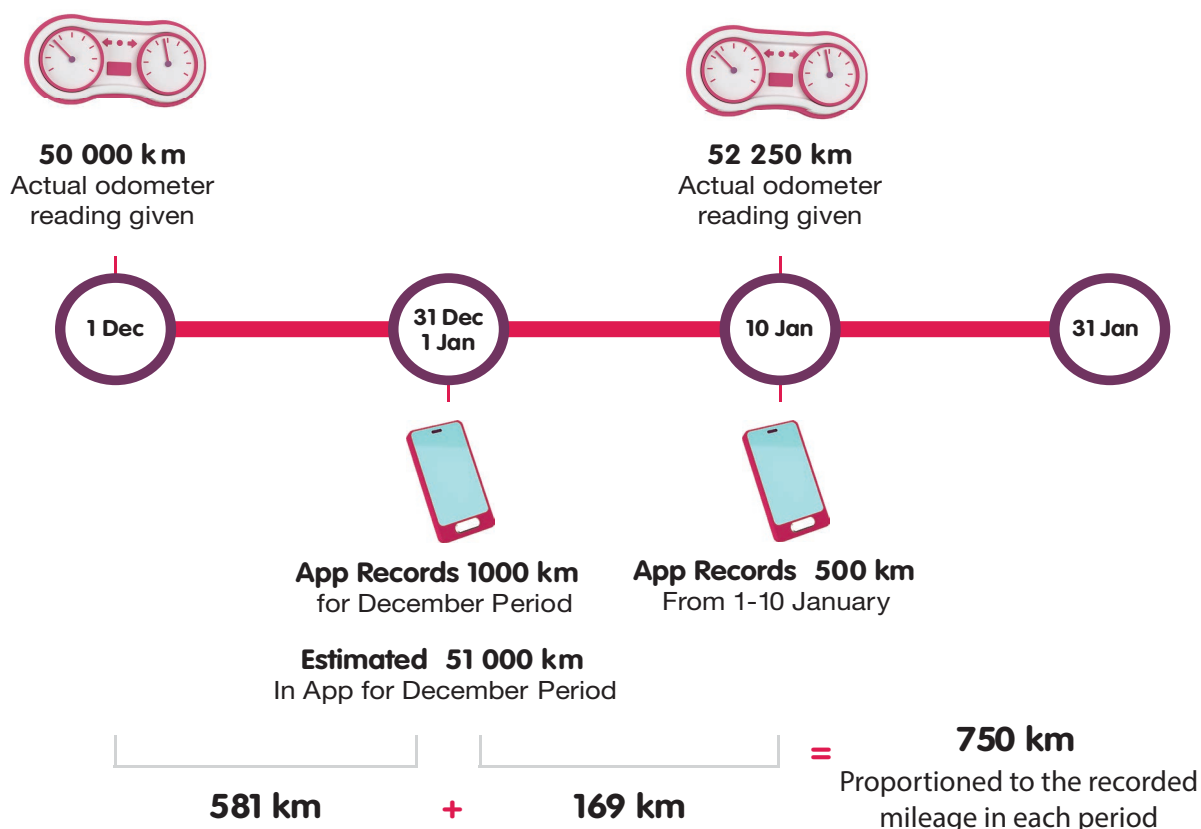 50 000 km
Actual odometer
reading given
52 250 km
Actual odometer
reading given
1 Dec
31 Dec
1 Jan
10 Jan
31 Jan
App Records 1000 km
for December Period
App Records 500 km
From 1-10 January
Estimated 51 000 km
In App for December Period
581 km
+
169 km
=
750 km
Proportioned to the recorded
mileage in each period